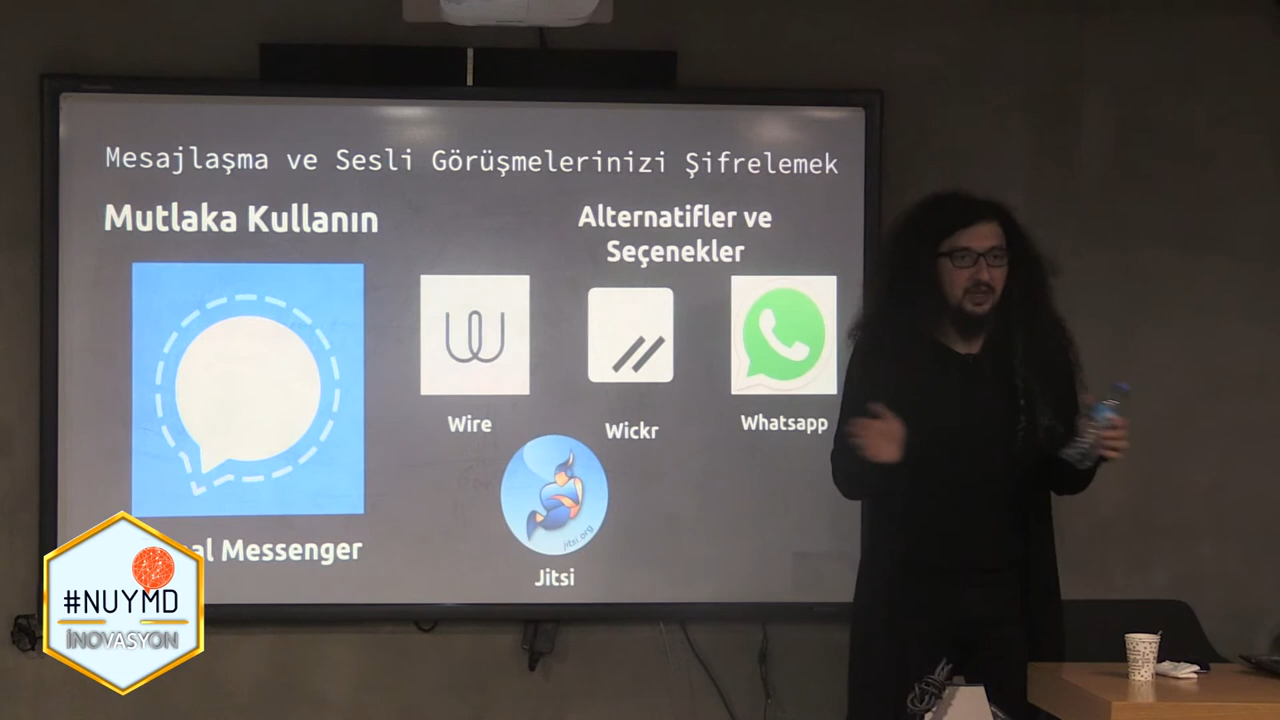 Mesajlaşma ve Sesli Görüşmelerinizi Şifrelemek
Mutlaka Kullanın
Alternatifler ve
Seçenekler
Wire
Wickr
Whatsapp
jitsi.org
Messenger
Jitsi
#NUYMD
İNOVASYON